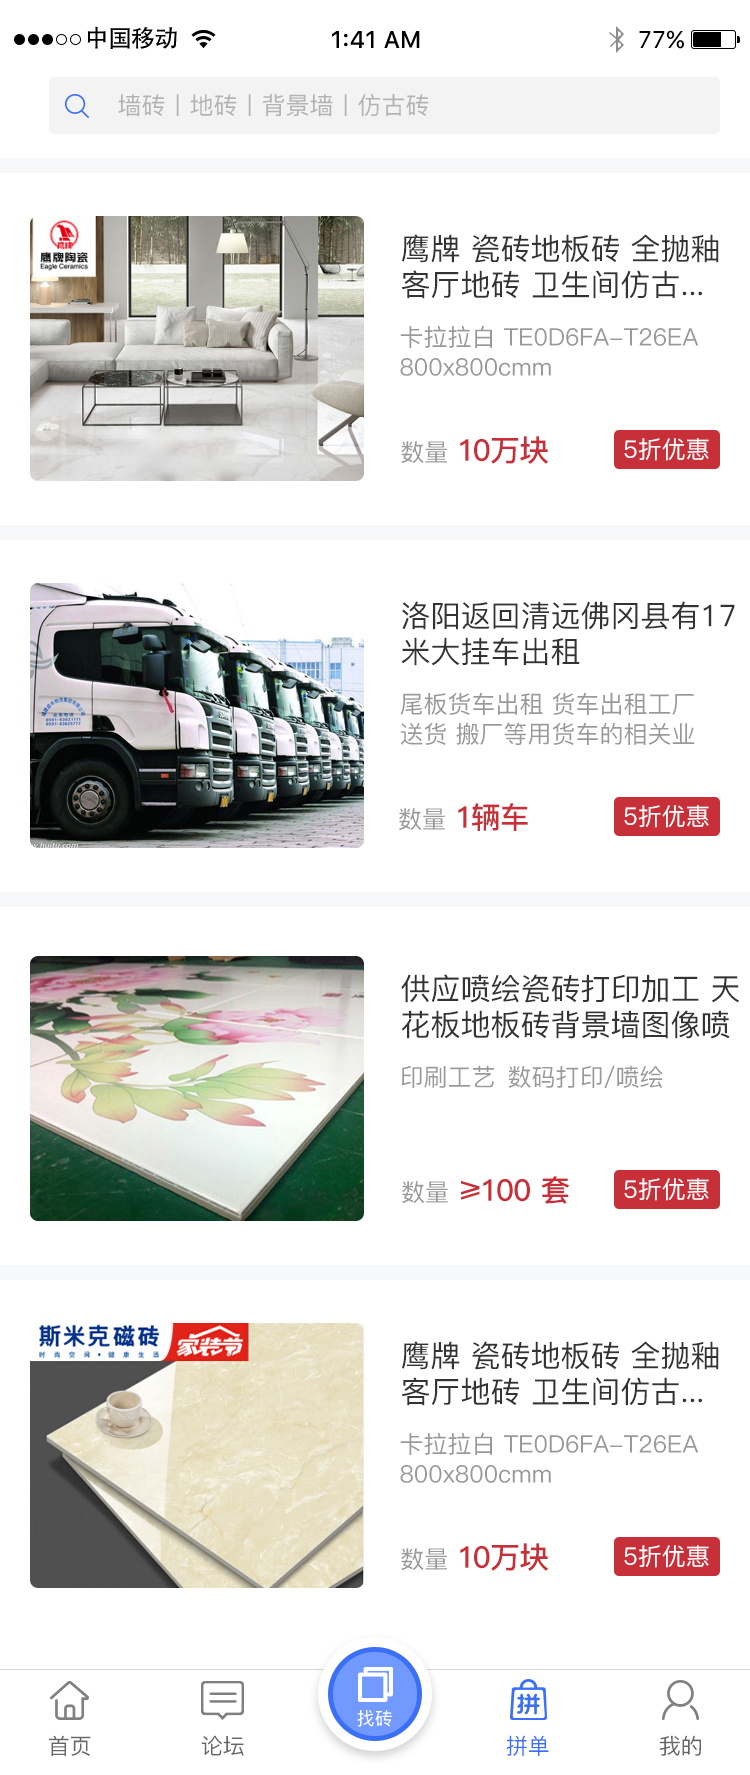 中国移动
1:41 AM
77%
墙砖 | 地砖 | 背景墙 | 仿古砖
鹰牌陶瓷
Eagle Ceramics
鹰牌 瓷砖地板砖 全抛釉
客厅地砖 卫生间仿古...
卡拉拉白 TE0D6FA-T26EA
800x800cmm
数量 10万块
5折优惠
洛阳返回清远佛冈县有17
米大挂车出租
尾板货车出租 货车出租工厂
送货 搬厂等用货车的相关业
数量 1辆车
5折优惠
供应喷绘瓷砖打印加工 天
花板地板砖背景墙图像喷
印刷工艺 数码打印/喷绘
数量 ≥100 套
5折优惠
斯米克磁砖
时尚空间·健康生活
家装节
鹰牌 瓷砖地板砖 全抛釉
客厅地砖 卫生间仿古...
卡拉拉白 TE0D6FA-T26EA
800x800cmm
数量 10万块
5折优惠
首页
论坛
找砖
拼
拼单
我的